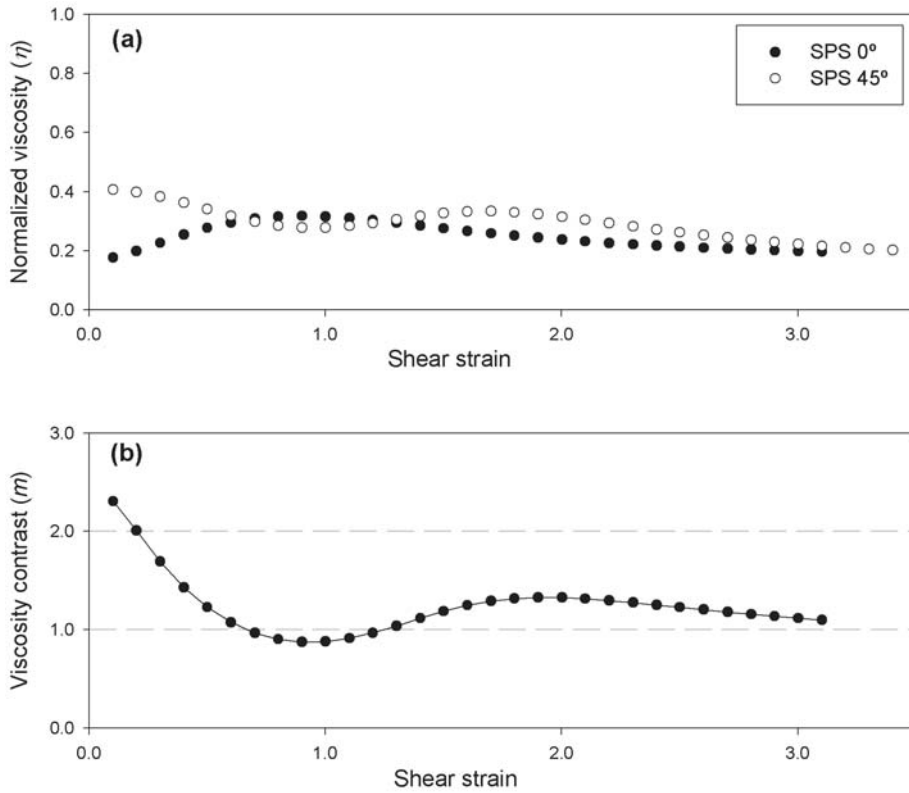 (a)
SPS 0º
SPS 45º
Normalized viscosity (η)
1.0
0.8
0.6
0.4
0.2
0.0
0.0 1.0 2.0 3.0
Shear strain
(b)
Viscosity contrast (m)
3.0
2.0
1.0
0.0
0.0 1.0 2.0 3.0
Shear strain